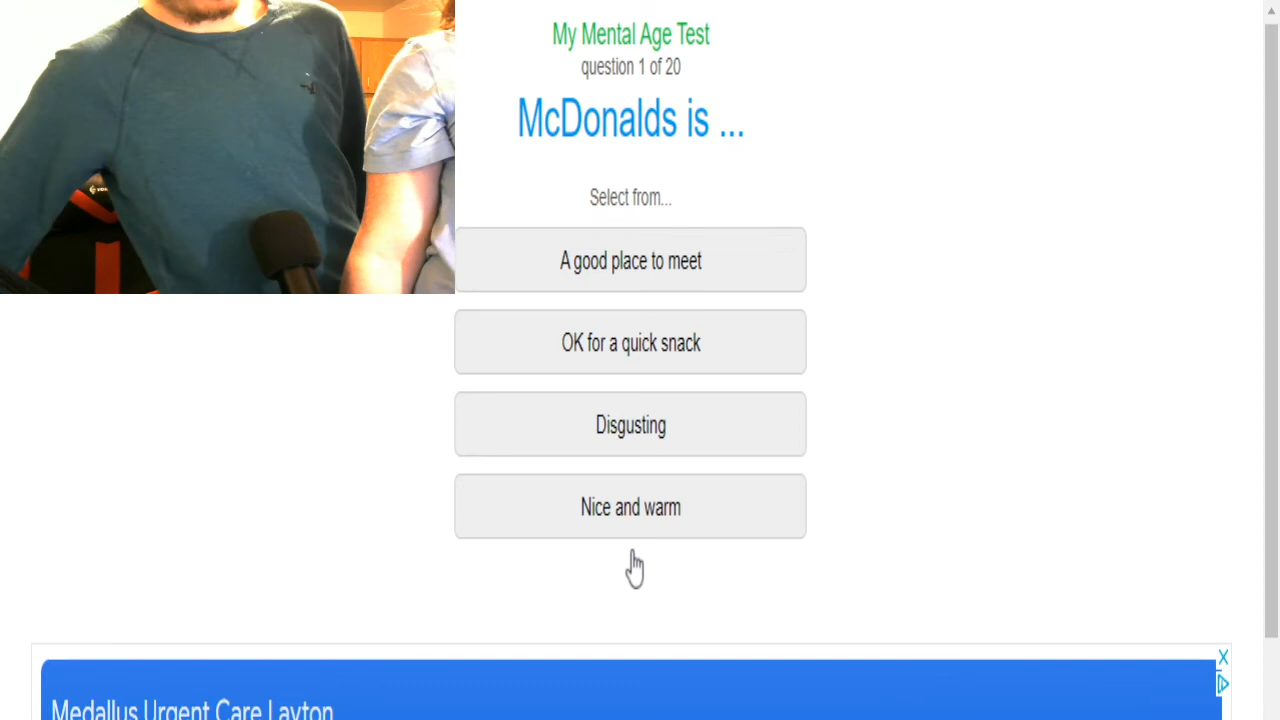 My Mental Age Test
question 1 of 20
McDonalds is ...
Select from...
A good place to meet
OK for a quick snack
Disgusting
Nice and warm
Medallus Urgent Care Layton